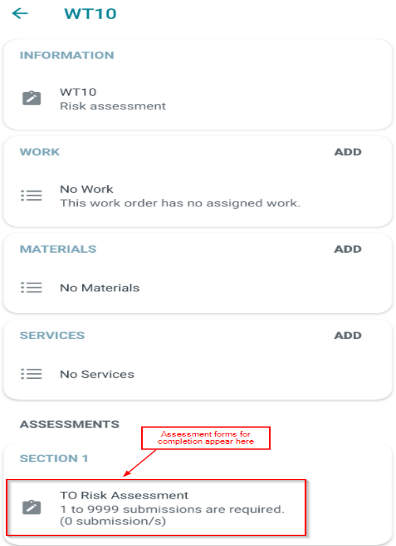 WT10
INFORMATION
WT10
Risk assessment
WORK ADD
No Work
This work order has no assigned work.
MATERIALS ADD
No Materials
SERVICES ADD
No Services
ASSESSMENTS
Assessment forms for
completion appear here
SECTION 1
TO Risk Assessment
1 to 9999 submissions are required.
(0 submission/s)